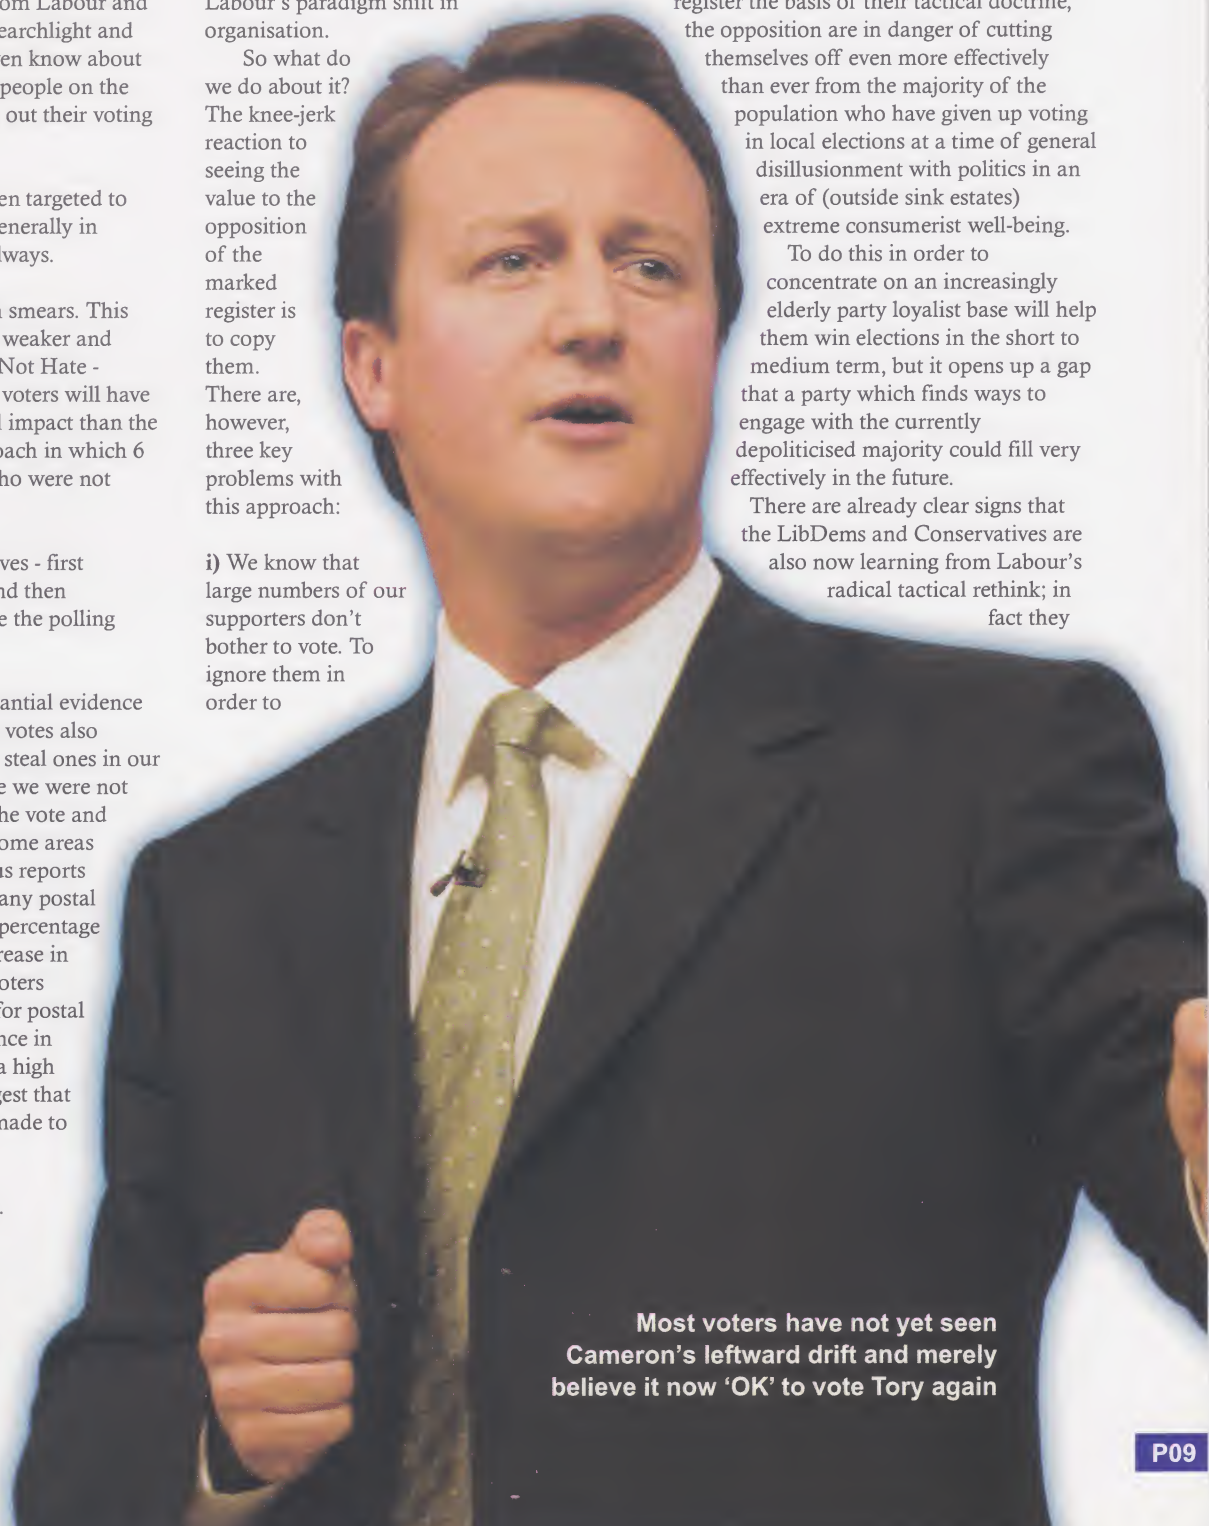 om Labour and
earchlight and
en know about
people on the
out their voting
en targeted to
enerally in
lways.
smears. This
weaker and
Not Hate -
voters will have
impact than the
oach in which 6
ho were not
ves - first
nd then
e the polling
antial evidence
votes also
steal ones in our
e we were not
he vote and
ome areas
us reports
any postal
percentage
rease in
oters
for postal
nce in
a high
gest that
made to
Labour's paradigm shift in
organisation.
So what do
we do about it?
The knee-jerk
reaction to
seeing the
value to the
opposition
of the
marked
register is
to copy
them.
There are,
however,
three key
problems with
this approach:
i) We know that
large numbers of our
supporters don't
bother to vote. To
ignore them in
order to
register the basis of their tactical doctrine,
the opposition are in danger of cutting
themselves off even more effectively
than ever from the majority of the
population who have given up voting
in local elections at a time of general
disillusionment with politics in an
era of (outside sink estates)
extreme consumerist well-being.
To do this in order to
concentrate on an increasingly
elderly party loyalist base will help
them win elections in the short to
medium term, but it opens up a gap
that a party which finds ways to
engage with the currently
depoliticised majority could fill very
effectively in the future.
There are already clear signs that
the LibDems and Conservatives are
also now learning from Labour's
radical tactical rethink; in
fact they
Most voters have not yet seen
Cameron's leftward drift and merely
believe it now 'OK' to vote Tory again
P09